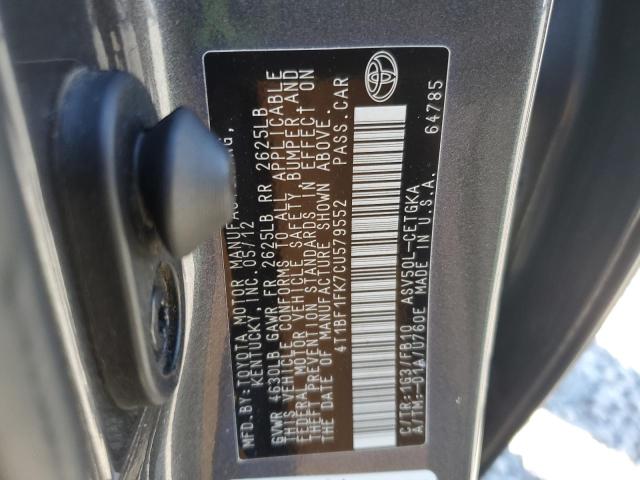 MFD.BY:TOYOTA MOTOR MANUFACTURING,
KENTUCKY, INC. 05/12
GVWR 4630LB GAWR FR 2625LB RR 2625LB
THIS VEHICLE CONFORMS TO ALL APPLICABLE
FEDERAL MOTOR VEHICLE SAFETY, BUMPER AND
THEFT PREVENTION STANDARDS IN EFFECT ON
THE DATE OF MANUFACTURE SHOWN ABOVE.
4T1BF1FK7CU579552 PASS.CAR
C/TR: 1G3/FB10 ASV50L-CETGKA
A/TM:-01A/U760E MADE IN U.S.A.
64785